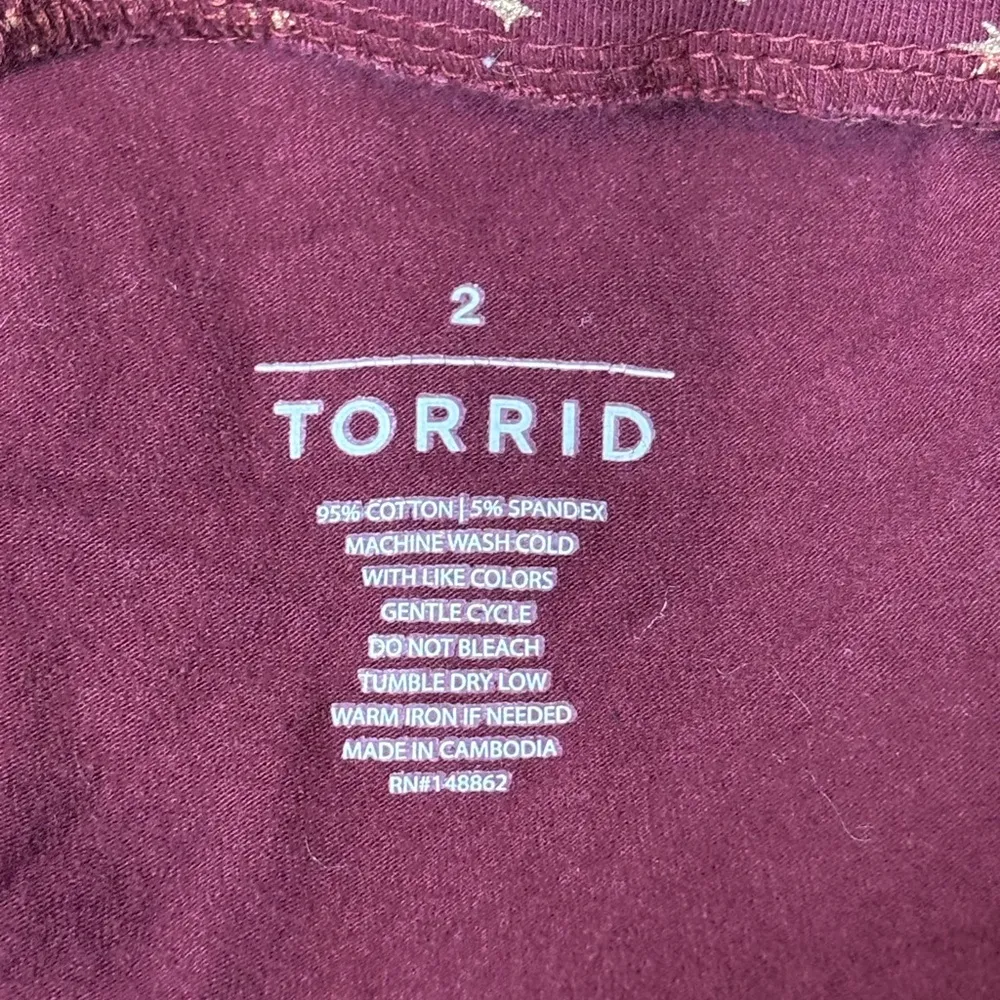 2
TORRID
95% COTTON | 5% SPANDEX
MACHINE WASH COLD
WITH LIKE COLORS
GENTLE CYCLE
DO NOT BLEACH
TUMBLE DRY LOW
WARM IRON IF NEEDED
MADE IN CAMBODIA
RN#148862